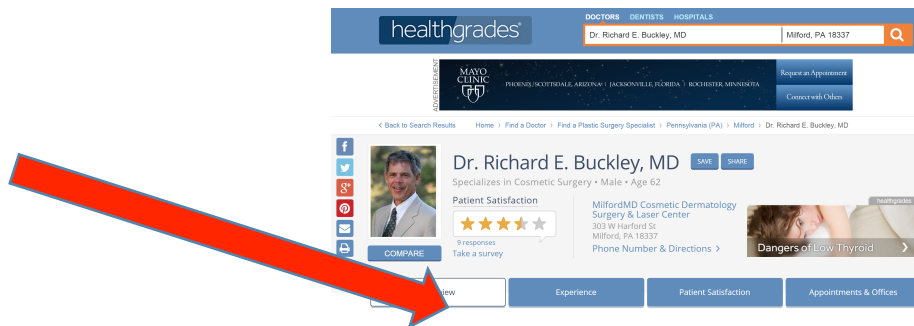 healthgrades®
DOCTORS DENTISTS HOSPITALS
Dr. Richard E. Buckley, MD
Milford, PA 18337
ADVERTISEMENT
MAYO
CLINIC
PHOENIX/SCOTTSDALE, ARIZONA | JACKSONVILLE, FLORIDA | ROCHESTER, MINNESOTA
Request an Appointment
Connect with Others
< Back to Search Results Home > Find a Doctor > Find a Plastic Surgery Specialist > Pennsylvania (PA) > Milford > Dr. Richard E. Buckley, MD
Dr. Richard E. Buckley, MD SAVE SHARE
Specializes in Cosmetic Surgery • Male • Age 62
Patient Satisfaction
9 responses
Take a survey
COMPARE
MilfordMD Cosmetic Dermatology
Surgery & Laser Center
303 W Harford St
Milford, PA 18337
Phone Number & Directions >
healthgrades
Dangers of Low Thyroid >
Experience
Patient Satisfaction
Appointments & Offices